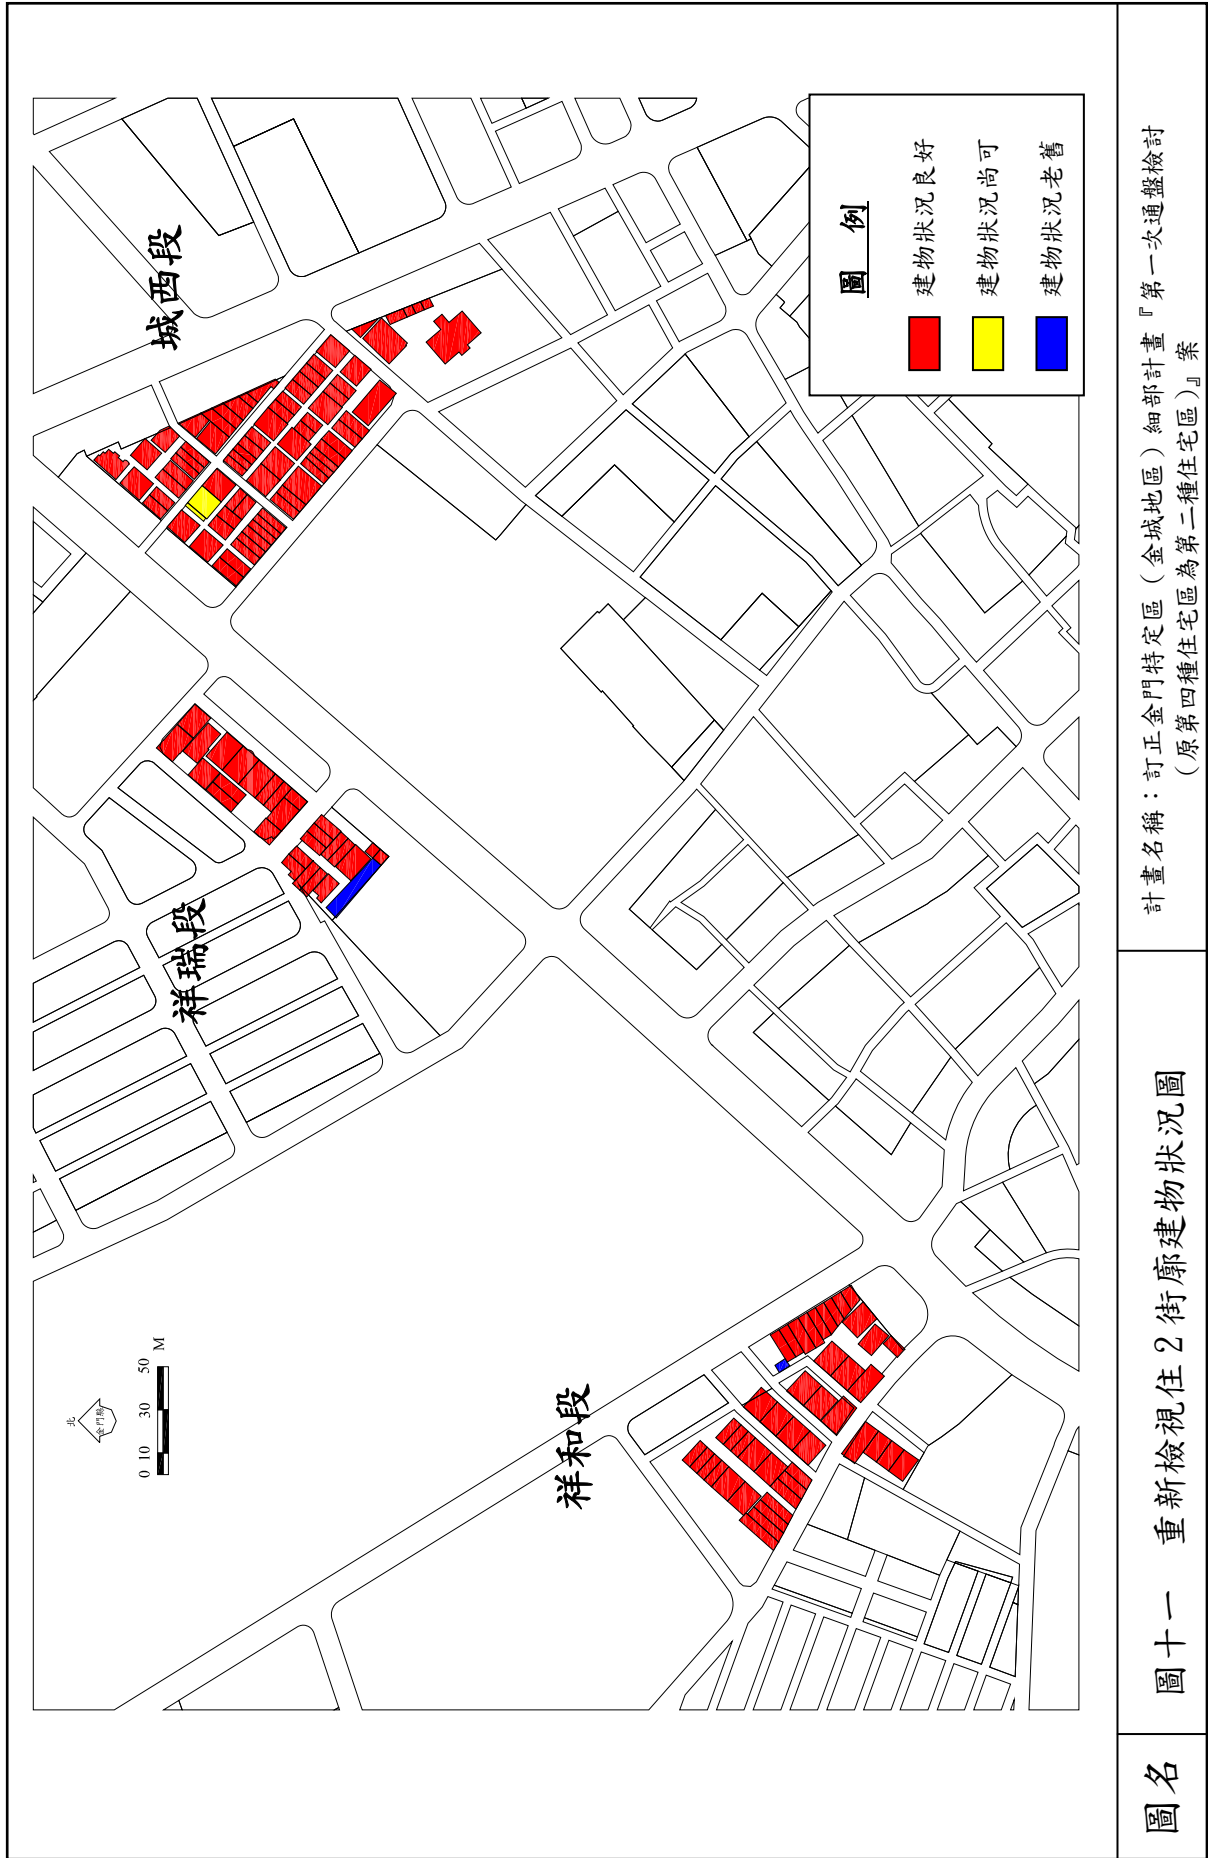 城西段
祥瑞段
祥和段
北
金門縣
0 10 30 50 M
圖 例
建物狀況良好
建物狀況尚可
建物狀況老舊
圖名
圖十一 重新檢視住2街廓建物狀況圖
計畫名稱：訂正金門特定區（金城地區）細部計畫『第一次通盤檢討
（原第四種住宅區為第二種住宅區）』案